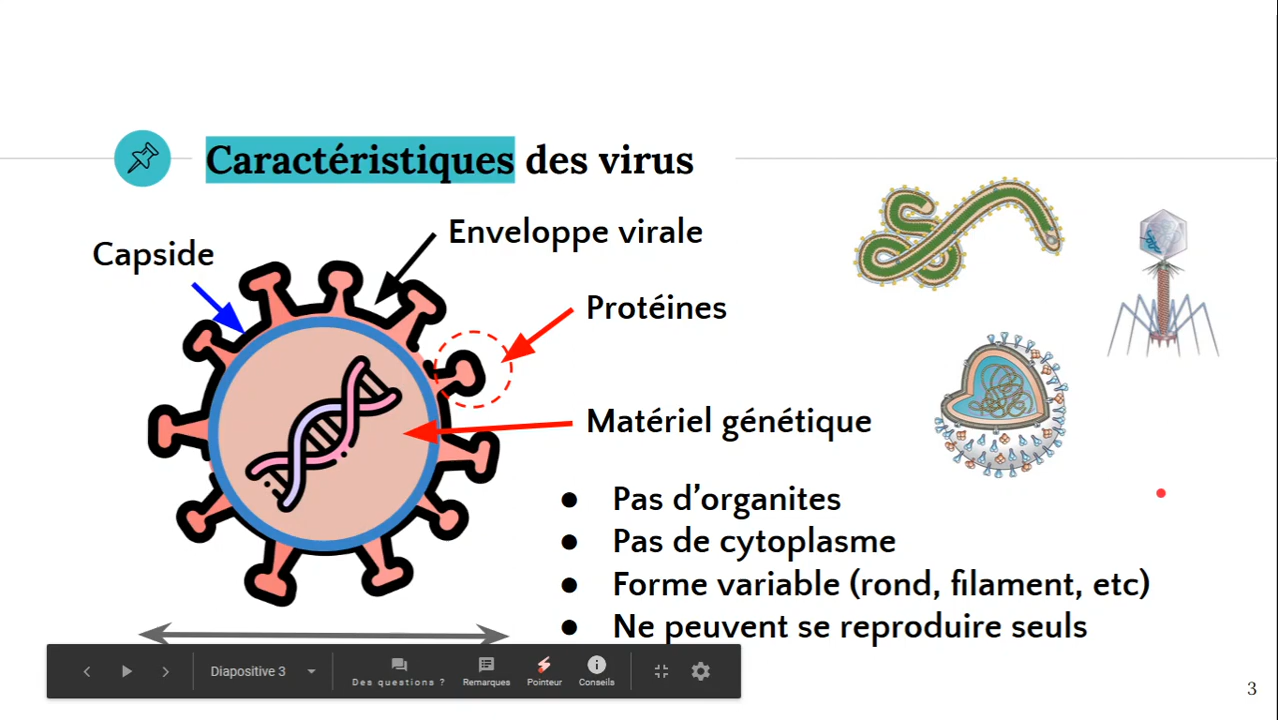 Caractéristiques des virus
Capside
Enveloppe virale
Protéines
Matériel génétique
● Pas d’organites
● Pas de cytoplasme
● Forme variable (rond, filament, etc)
● Ne peuvent se reproduire seuls
Diapositive 3
Des questions ?
Remarques
Pointeur
Conseils
3